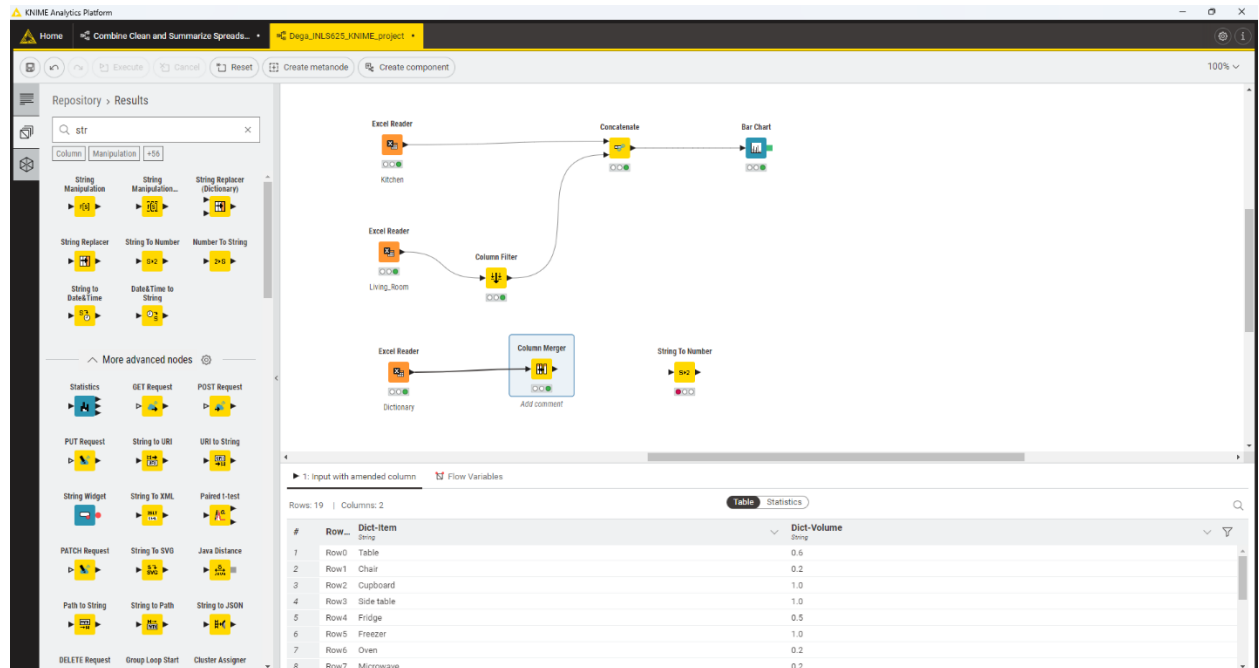 KNIME Analytics Platform
Home
Combine Clean and Summarize Spreads...
Dega_INLS625_KNIME_project
Execute
Cancel
Reset
Create metanode
Create component
100%
Repository › Results
str
Column
Manipulation
+56
String Manipulation
String Manipulation...
String Replacer (Dictionary)
String Replacer
String To Number
Number To String
String to Date&Time
Date&Time to String
More advanced nodes
Statistics
GET Request
POST Request
PUT Request
String to URI
URI to String
String Widget
String To XML
Paired t-test
PATCH Request
String To SVG
Java Distance
Path to String
String to Path
String to JSON
DELETE Request
Group Loop Start
Cluster Assigner
Excel Reader
Kitchen
Concatenate
Bar Chart
Excel Reader
Living_Room
Column Filter
Excel Reader
Dictionary
Column Merger
Add comment
String To Number
1: Input with amended column
Flow Variables
Rows: 19 | Columns: 2
Table
Statistics
# Row... Dict-Item Dict-Volume
String String
1 Row0 Table 0.6
2 Row1 Chair 0.2
3 Row2 Cupboard 1.0
4 Row3 Side table 1.0
5 Row4 Fridge 0.5
6 Row5 Freezer 1.0
7 Row6 Oven 0.2
8 Row7 Microwave 0.2